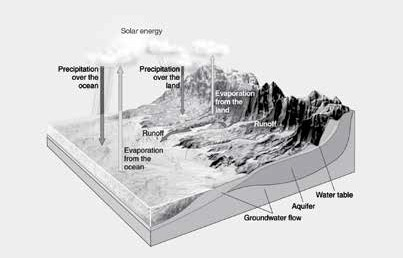 Solar energy
Precipitation
over the
ocean
Precipitation
over the
land
Evaporation
from the
land
Runoff
Runoff
Evaporation
from the
ocean
Water table
Aquifer
Groundwater flow